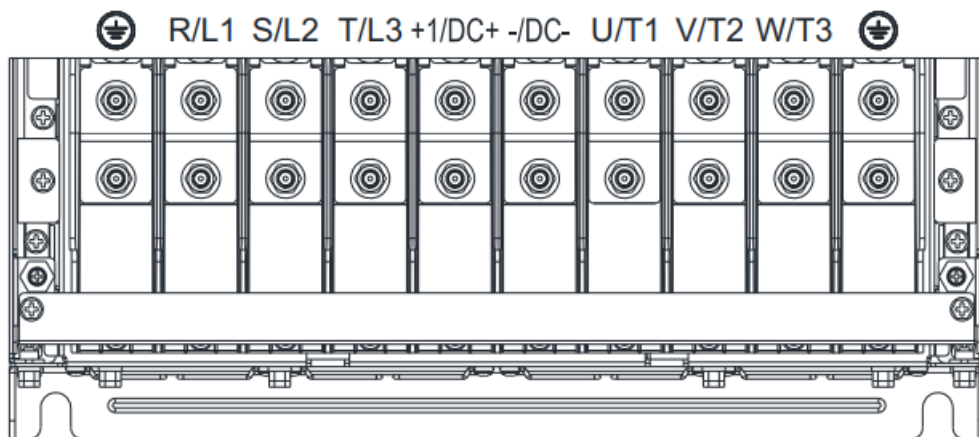 R/L1 S/L2 T/L3 +1/DC+ -/DC- U/T1 V/T2 W/T3